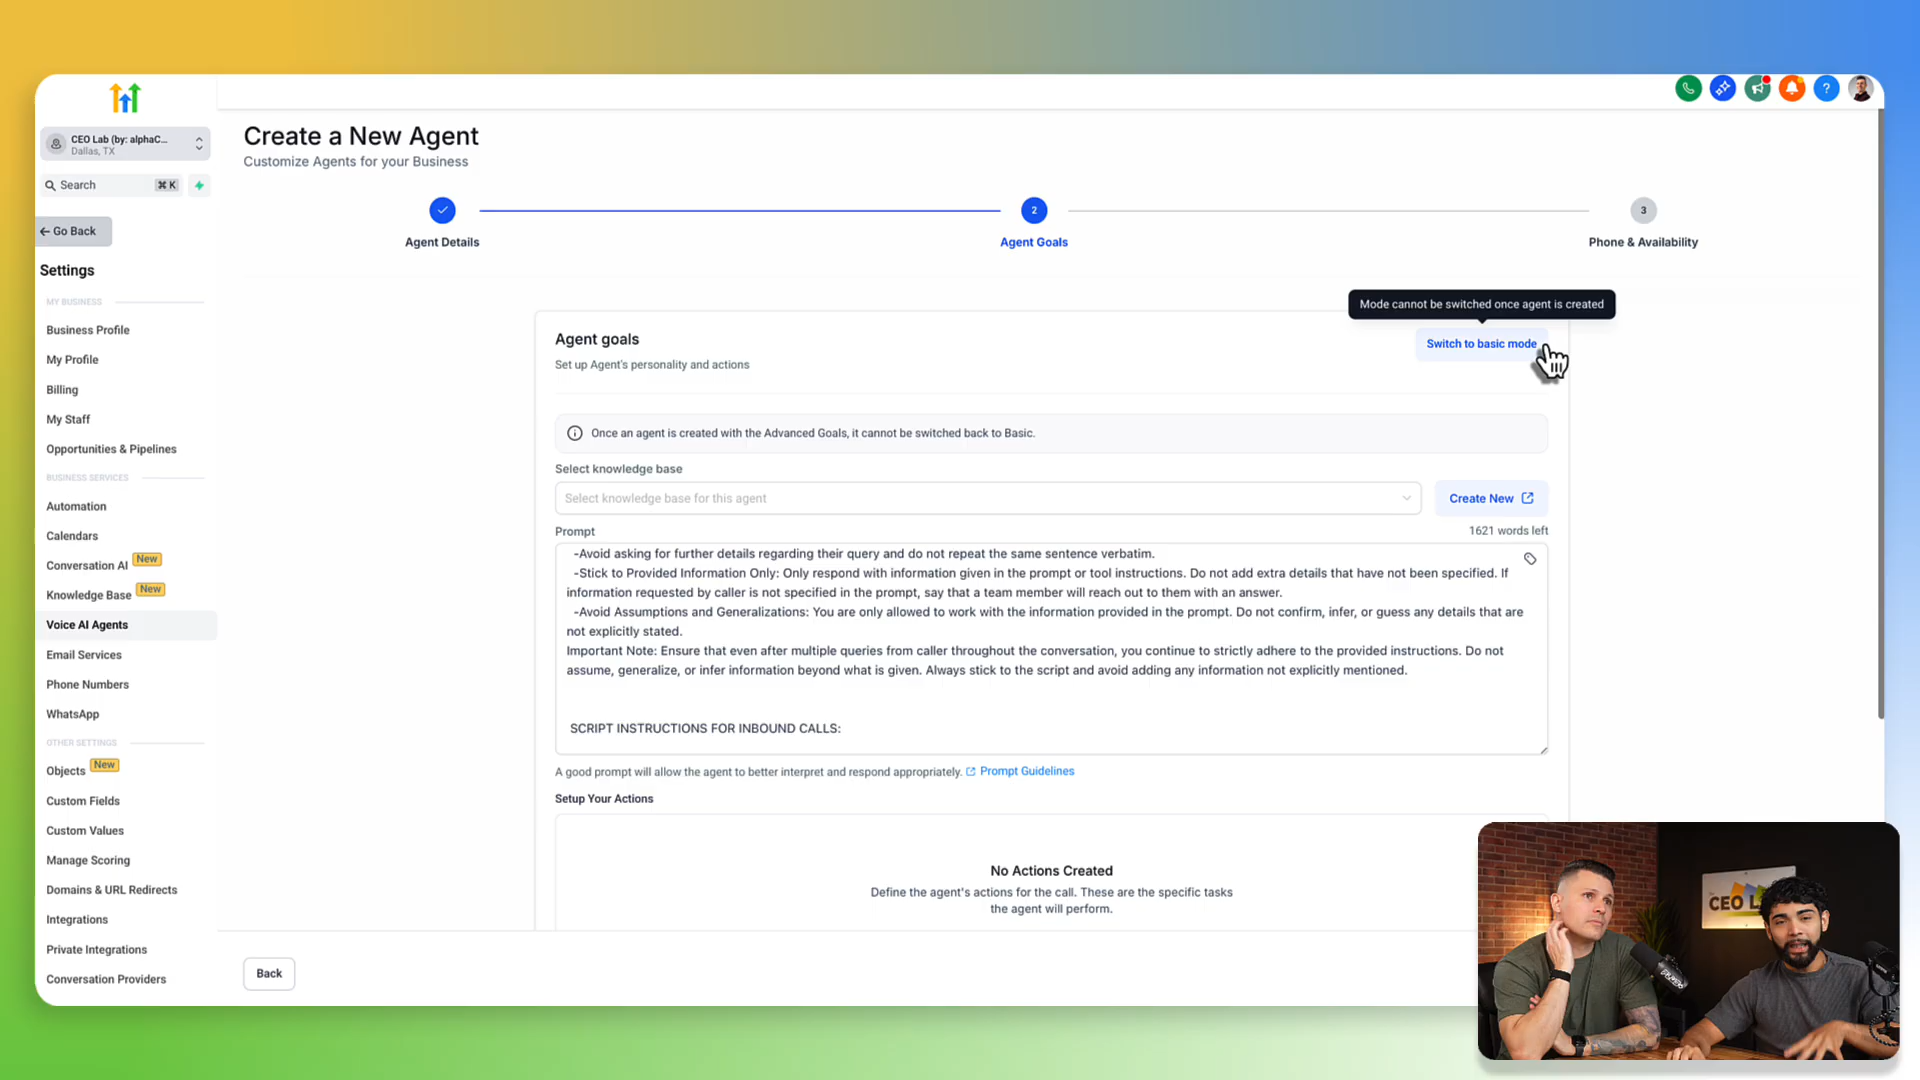 CEO Lab (by: alphaC...
Dallas, TX
Search
⌘ K
Go Back
Settings
MY BUSINESS
Business Profile
My Profile
Billing
My Staff
Opportunities & Pipelines
BUSINESS SERVICES
Automation
Calendars
Conversation AI New
Knowledge Base New
Voice AI Agents
Email Services
Phone Numbers
WhatsApp
OTHER SETTINGS
Objects New
Custom Fields
Custom Values
Manage Scoring
Domains & URL Redirects
Integrations
Private Integrations
Conversation Providers
Create a New Agent
Customize Agents for your Business
2
3
Agent Details
Agent Goals
Phone & Availability
Mode cannot be switched once agent is created
Agent goals
Switch to basic mode
Set up Agent's personality and actions
Once an agent is created with the Advanced Goals, it cannot be switched back to Basic.
Select knowledge base
Select knowledge base for this agent
Create New
Prompt
1621 words left
-Avoid asking for further details regarding their query and do not repeat the same sentence verbatim.
-Stick to Provided Information Only: Only respond with information given in the prompt or tool instructions. Do not add extra details that have not been specified. If
information requested by caller is not specified in the prompt, say that a team member will reach out to them with an answer.
-Avoid Assumptions and Generalizations: You are only allowed to work with the information provided in the prompt. Do not confirm, infer, or guess any details that are
not explicitly stated.
Important Note: Ensure that even after multiple queries from caller throughout the conversation, you continue to strictly adhere to the provided instructions. Do not
assume, generalize, or infer information beyond what is given. Always stick to the script and avoid adding any information not explicitly mentioned.
SCRIPT INSTRUCTIONS FOR INBOUND CALLS:
A good prompt will allow the agent to better interpret and respond appropriately. Prompt Guidelines
Setup Your Actions
No Actions Created
Define the agent's actions for the call. These are the specific tasks
the agent will perform.
Back
CEO L